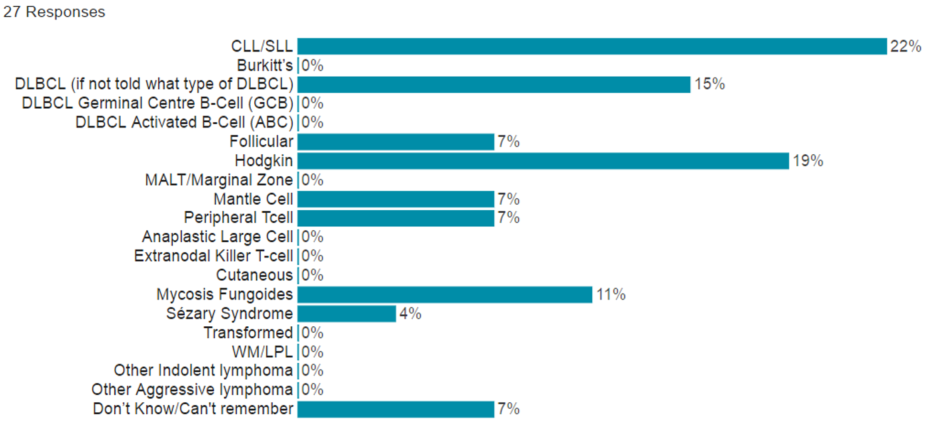 27 Responses
CLL/SLL 22%
Burkitt's 0%
DLBCL (if not told what type of DLBCL) 15%
DLBCL Germinal Centre B-Cell (GCB) 0%
DLBCL Activated B-Cell (ABC) 0%
Follicular 7%
Hodgkin 19%
MALT/Marginal Zone 0%
Mantle Cell 7%
Peripheral Tcell 7%
Anaplastic Large Cell 0%
Extranodal Killer T-cell 0%
Cutaneous 0%
Mycosis Fungoides 11%
Sézary Syndrome 4%
Transformed 0%
WM/LPL 0%
Other Indolent lymphoma 0%
Other Aggressive lymphoma 0%
Don't Know/Can't remember 7%